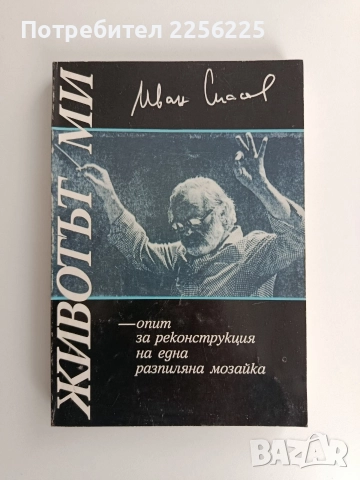 Потребител 2256225
Иван Спасов
ЖИВОТЪТ МИ
—опит
за реконструкция
на една
разпиляна мозайка
BAZAR